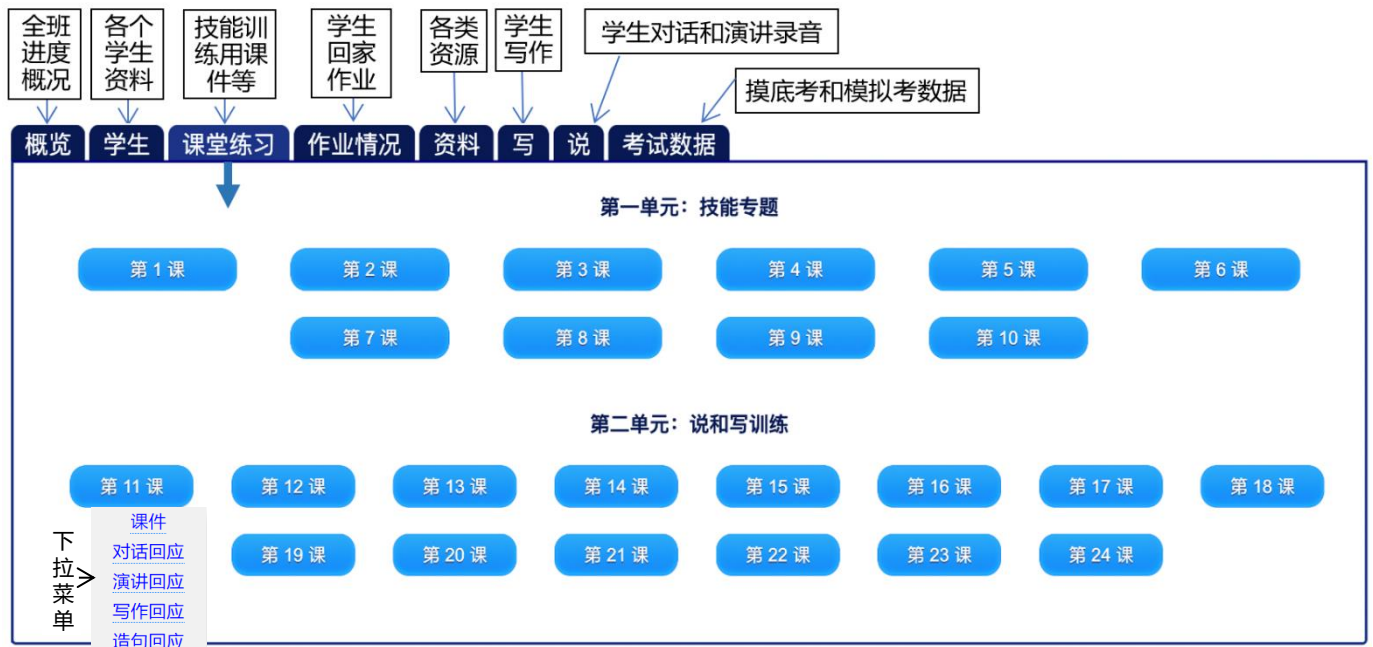 全班
进度
概况
各个
学生
资料
技能训
练用课
件等
学生
回家
作业
各类
资源
学生
写作
学生对话和演讲录音
摸底考和模拟考数据
概览
学生
课堂练习
作业情况
资料
写
说
考试数据
第一单元：技能专题
第 1 课
第 2 课
第 3 课
第 4 课
第 5 课
第 6 课
第 7 课
第 8 课
第 9 课
第 10 课
第二单元：说和写训练
第 11 课
第 12 课
第 13 课
第 14 课
第 15 课
第 16 课
第 17 课
第 18 课
下拉菜单
课件
对话回应
演讲回应
写作回应
造句回应
第 19 课
第 20 课
第 21 课
第 22 课
第 23 课
第 24 课